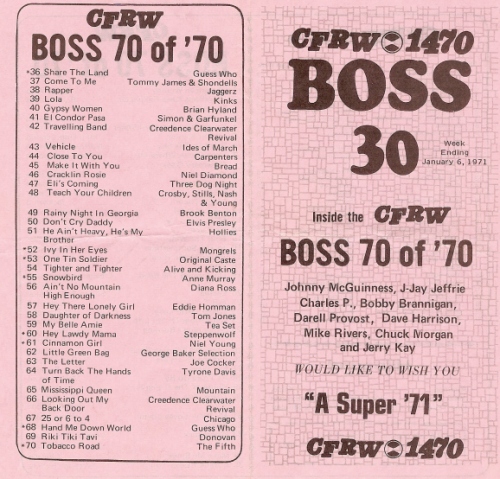 CFRW
BOSS 70 of '70
*36 Share The Land Guess Who
37 Come To Me Tommy James & Shondells
38 Rapper Jaggerz
39 Lola Kinks
40 Gypsy Women Brian Hyland
41 El Condor Pasa Simon & Garfunkel
42 Travelling Band Creedence Clearwater
Revival
43 Vehicle Ides of March
44 Close To You Carpenters
45 Make It With You Bread
46 Cracklin Rosie Niel Diamond
47 Eli's Coming Three Dog Night
48 Teach Your Children Crosby, Stills, Nash
& Young
49 Rainy Night In Georgia Brook Benton
50 Don't Cry Daddy Elvis Presley
51 He Ain't Heavy, He's My Hollies
Brother
*52 Ivy In Her Eyes Mongrels
*53 One Tin Soldier Original Caste
54 Tighter and Tighter Alive and Kicking
*55 Snowbird Anne Murray
56 Ain't No Mountain Diana Ross
High Enough
57 Hey There Lonely Girl Eddie Homman
58 Daughter of Darkness Tom Jones
59 My Belle Amie Tea Set
*60 Hey Lawdy Mama Steppenwolf
*61 Cinnamon Girl Niel Young
62 Little Green Bag George Baker Selection
63 The Letter Joe Cocker
64 Turn Back The Hands Tyrone Davis
of Time
65 Mississippi Queen Mountain
66 Looking Out My Creedence Clearwater
Back Door Revival
67 25 or 6 to 4 Chicago
*68 Hand Me Down World Guess Who
69 Riki Tiki Tavi Donovan
*70 Tobacco Road The Fifth
CFRW 1470
BOSS
30
Week
Ending
January 6, 1971
Inside the CFRW
BOSS 70 of '70
Johnny McGuinness, J-Jay Jeffrie
Charles P., Bobby Brannigan,
Darell Provost, Dave Harrison,
Mike Rivers, Chuck Morgan
and Jerry Kay
WOULD LIKE TO WISH YOU
"A Super '71"
CFRW 1470